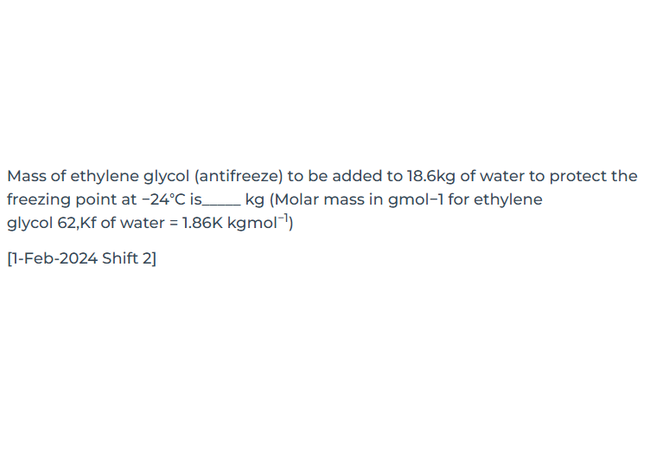 Mass of ethylene glycol (antifreeze) to be added to 18.6kg of water to protect the
freezing point at −24°C is_____ kg (Molar mass in gmol−1 for ethylene
glycol 62,Kf of water = 1.86K kgmol⁻¹)
[1-Feb-2024 Shift 2]